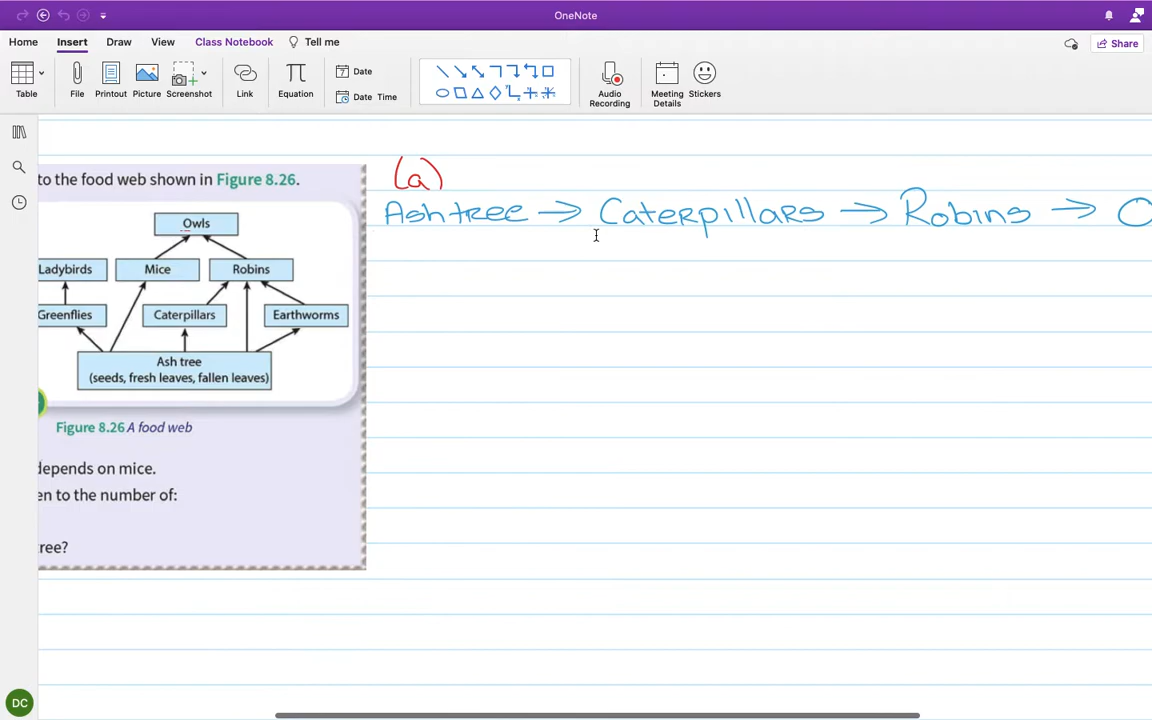 OneNote
Home Insert Draw View Class Notebook Tell me
Share
Table File Printout Picture Screenshot Link Equation
Date
Date Time
Audio Recording
Meeting Details
Stickers
to the food web shown in Figure 8.26.
Owls
Ladybirds Mice Robins
Greenflies Caterpillars Earthworms
Ash tree
(seeds, fresh leaves, fallen leaves)
Figure 8.26 A food web
depends on mice.
en to the number of:
ree?
(a)
Ash tree → Caterpillars → Robins → O
DC